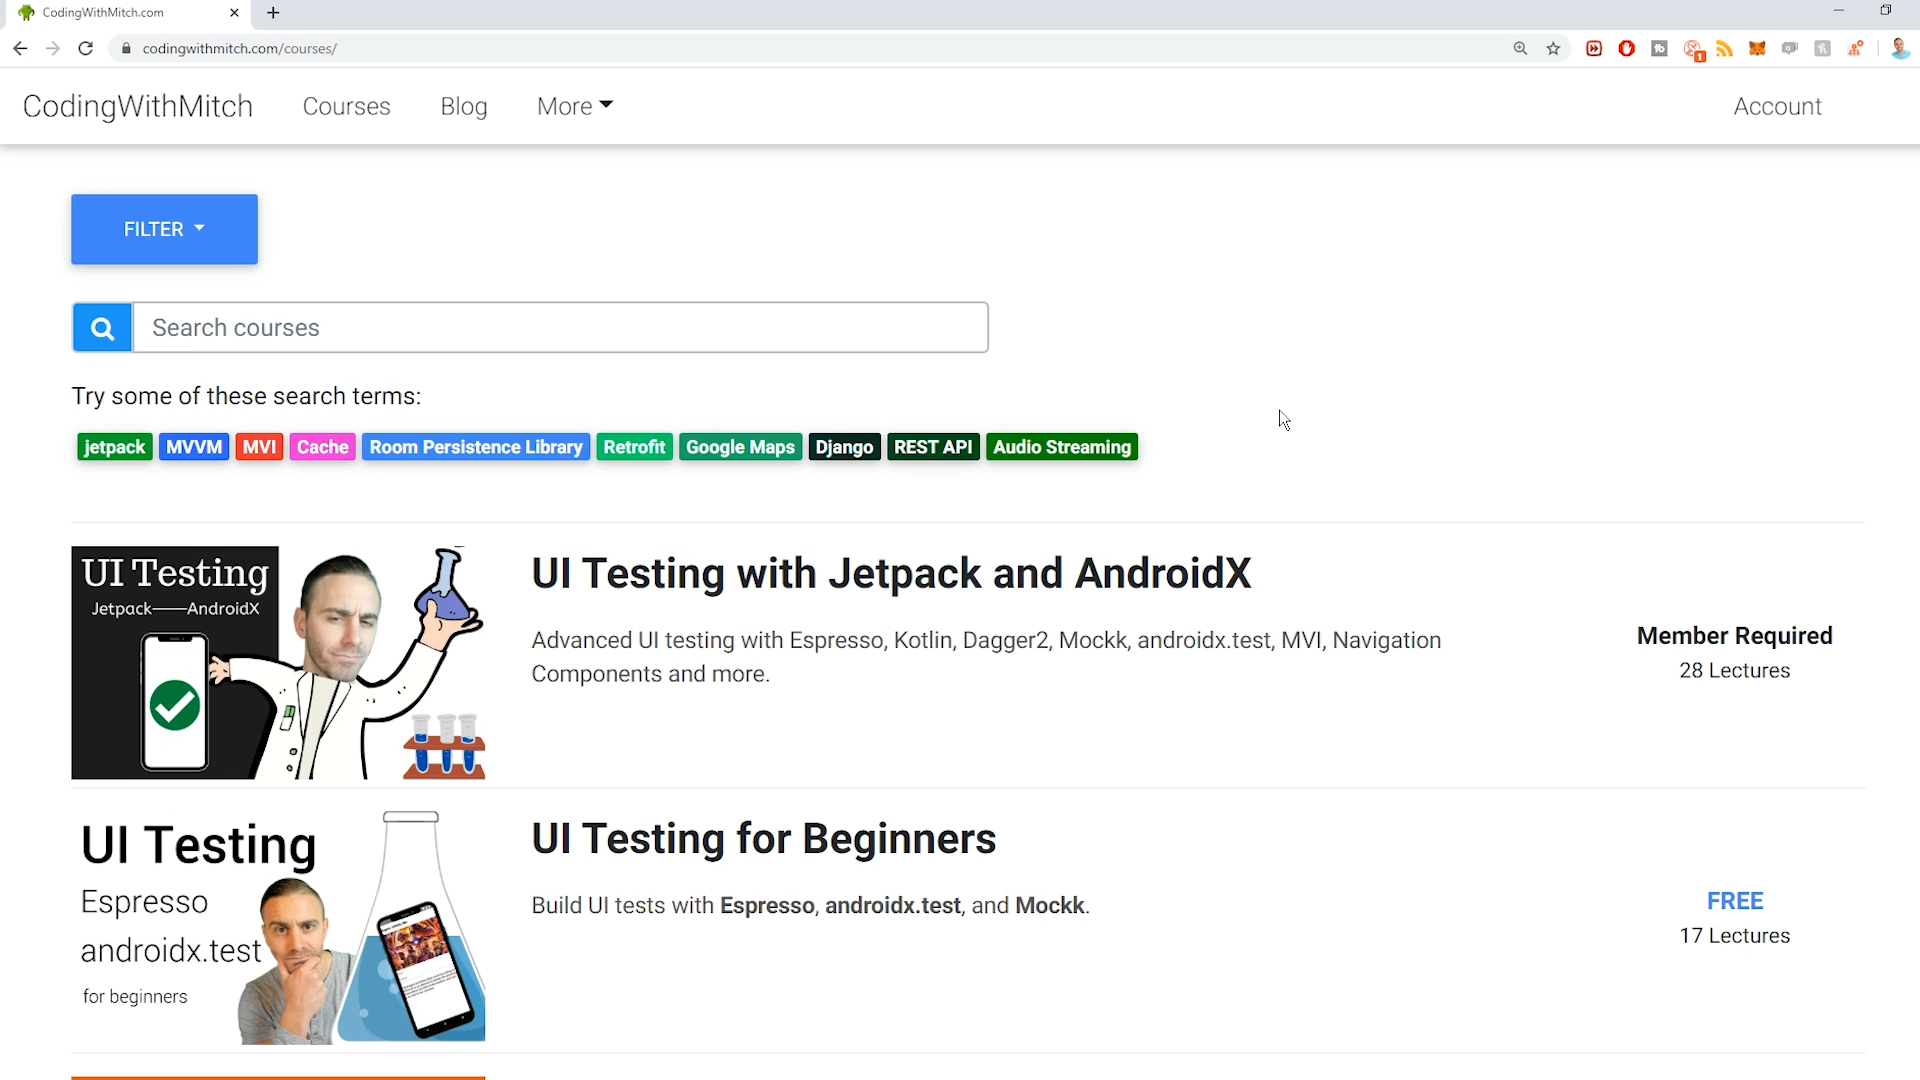 CodingWithMitch.com
codingwithmitch.com/courses/
1
CodingWithMitch
Courses
Blog
More
Account
FILTER
Search courses
Try some of these search terms:
jetpack MVVM MVI Cache Room Persistence Library Retrofit Google Maps Django REST API Audio Streaming
UI Testing
Jetpack——AndroidX
UI Testing with Jetpack and AndroidX
Advanced UI testing with Espresso, Kotlin, Dagger2, Mockk, androidx.test, MVI, Navigation
Components and more.
Member Required
28 Lectures
UI Testing
Espresso
androidx.test
for beginners
UI Testing for Beginners
Build UI tests with Espresso, androidx.test, and Mockk.
FREE
17 Lectures